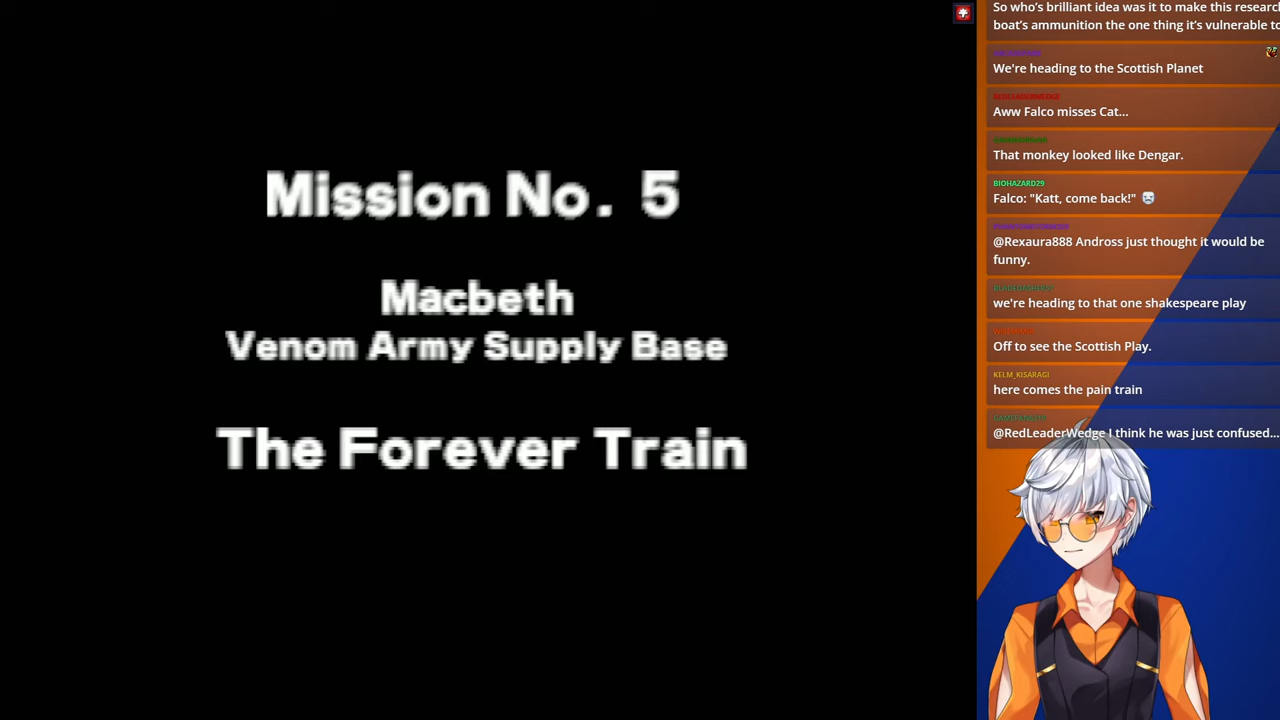 Mission No. 5
Macbeth
Venom Army Supply Base
The Forever Train
So who's brilliant idea was it to make this research
boat's ammunition the one thing it's vulnerable to
We're heading to the Scottish Planet
REDLEADERWEDGE
Aww Falco misses Cat...
That monkey looked like Dengar.
BIOHAZARD29
Falco: "Katt, come back!"
@Rexaura888 Andross just thought it would be
funny.
we're heading to that one shakespeare play
Off to see the Scottish Play.
KELM_KISARAGI
here comes the pain train
@RedLeaderWedge I think he was just confused...